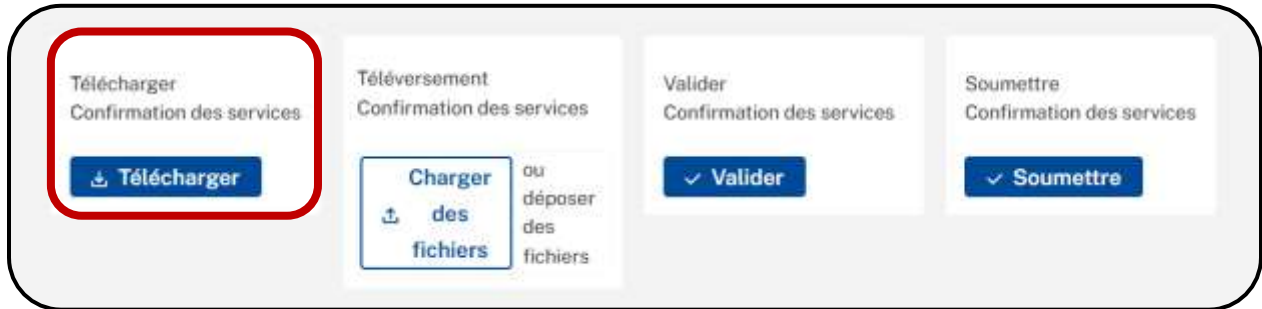 Télécharger
Confirmation des services
Télécharger
Téléversement
Confirmation des services
Charger
des
fichiers
ou
déposer
des
fichiers
Valider
Confirmation des services
Valider
Soumettre
Confirmation des services
Soumettre